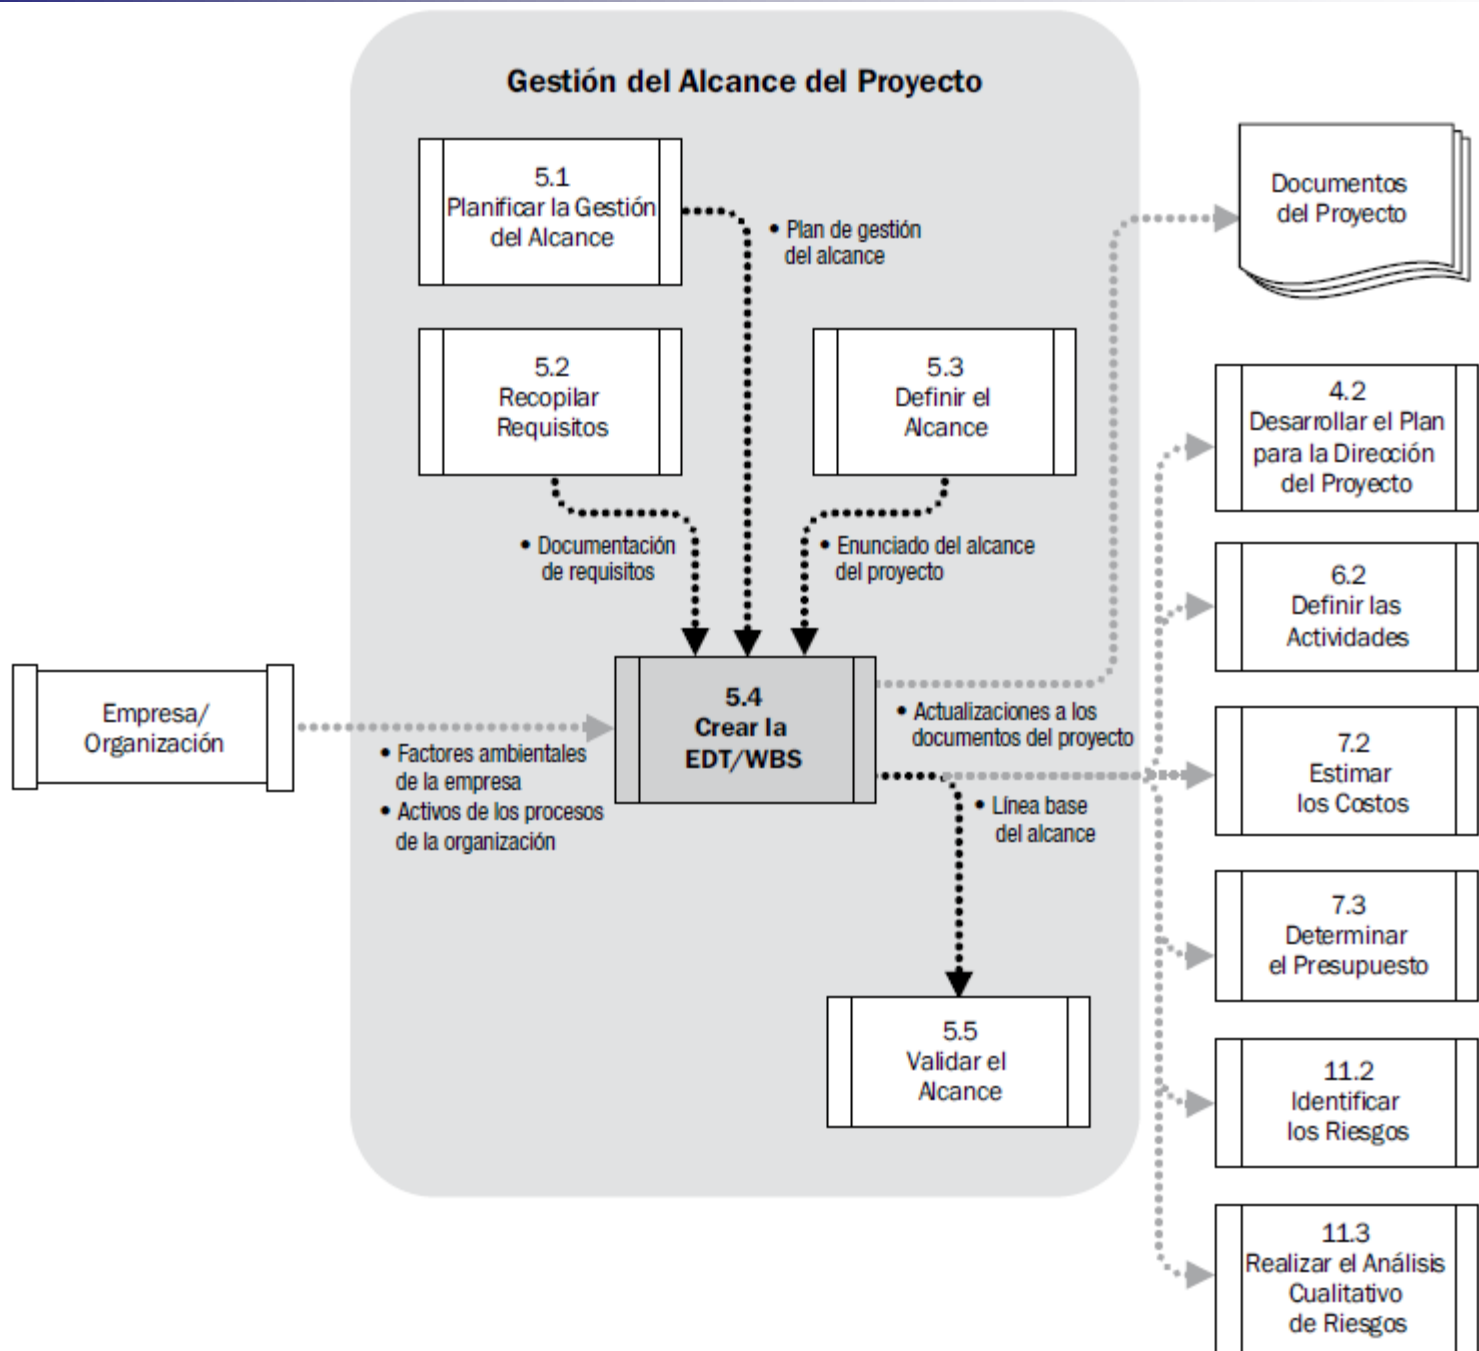 Gestión del Alcance del Proyecto
5.1
Planificar la Gestión
del Alcance
• Plan de gestión
del alcance
Documentos
del Proyecto
5.2
Recopilar
Requisitos
5.3
Definir el
Alcance
4.2
Desarrollar el Plan
para la Dirección
del Proyecto
• Documentación
de requisitos
• Enunciado del alcance
del proyecto
6.2
Definir las
Actividades
Empresa/
Organización
• Factores ambientales
de la empresa
• Activos de los procesos
de la organización
5.4
Crear la
EDT/WBS
• Actualizaciones a los
documentos del proyecto
• Línea base
del alcance
7.2
Estimar
los Costos
7.3
Determinar
el Presupuesto
5.5
Validar el
Alcance
11.2
Identificar
los Riesgos
11.3
Realizar el Análisis
Cualitativo
de Riesgos